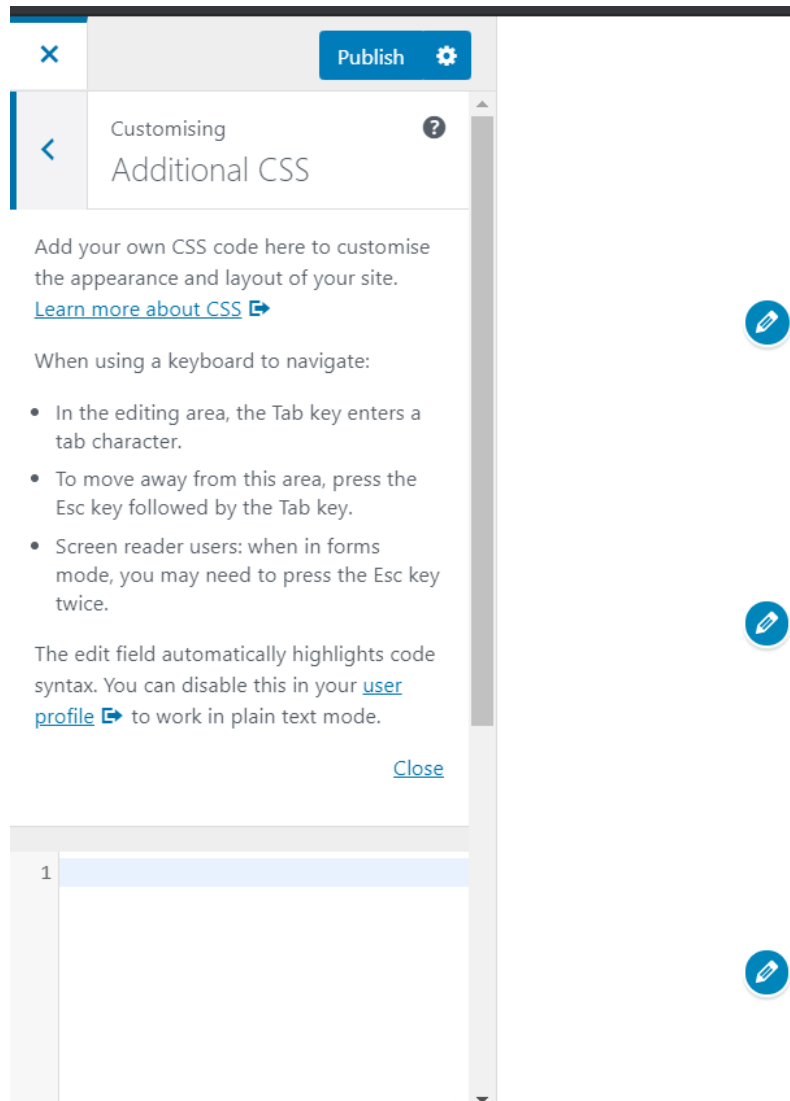 Publish
Customising
Additional CSS
Add your own CSS code here to customise
the appearance and layout of your site.
Learn more about CSS
When using a keyboard to navigate:
In the editing area, the Tab key enters a
tab character.
To move away from this area, press the
Esc key followed by the Tab key.
Screen reader users: when in forms
mode, you may need to press the Esc key
twice.
The edit field automatically highlights code
syntax. You can disable this in your user
profile to work in plain text mode.
Close
1